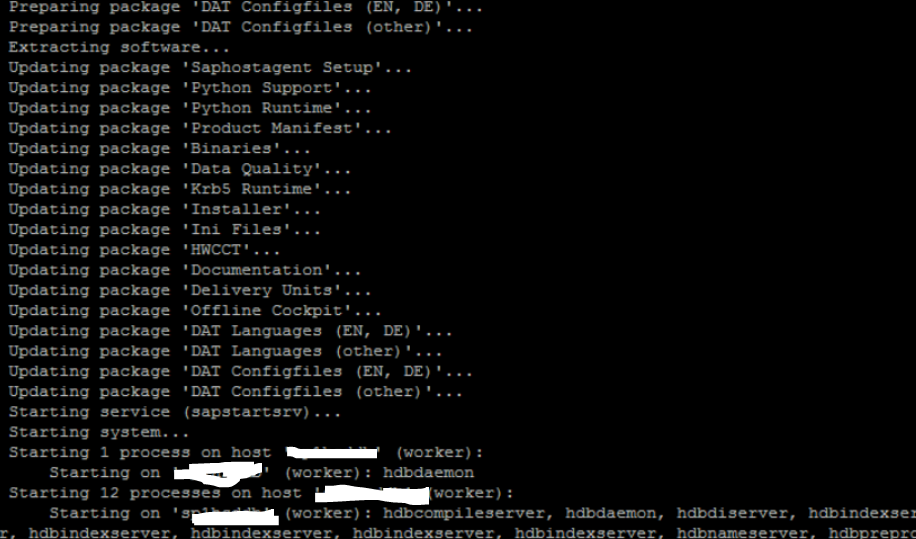 Preparing package 'DAT Configfiles (EN, DE)'...
Preparing package 'DAT Configfiles (other)'...
Extracting software...
Updating package 'Saphostagent Setup'...
Updating package 'Python Support'...
Updating package 'Python Runtime'...
Updating package 'Product Manifest'...
Updating package 'Binaries'...
Updating package 'Data Quality'...
Updating package 'Krb5 Runtime'...
Updating package 'Installer'...
Updating package 'Ini Files'...
Updating package 'HWCCT'...
Updating package 'Documentation'...
Updating package 'Delivery Units'...
Updating package 'Offline Cockpit'...
Updating package 'DAT Languages (EN, DE)'...
Updating package 'DAT Languages (other)'...
Updating package 'DAT Configfiles (EN, DE)'...
Updating package 'DAT Configfiles (other)'...
Starting service (sapstartsrv)...
Starting system...
Starting 1 process on host ' ' (worker):
Starting on ' ' (worker): hdbdaemon
Starting 12 processes on host ' (worker):
Starting on ' (worker): hdbcompileserver, hdbdaemon, hdbdiserver, hdbindexser
r, hdbindexserver, hdbindexserver, hdbindexserver, hdbindexserver, hdbnameserver, hdbprepro